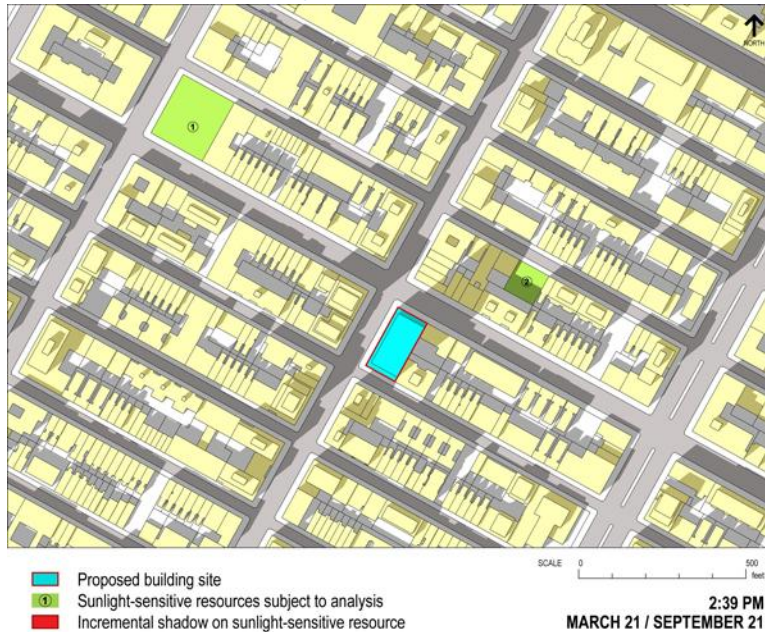 NORTH
①
②
Proposed building site
① Sunlight-sensitive resources subject to analysis
Incremental shadow on sunlight-sensitive resource
SCALE 0 500
feet
2:39 PM
MARCH 21 / SEPTEMBER 21